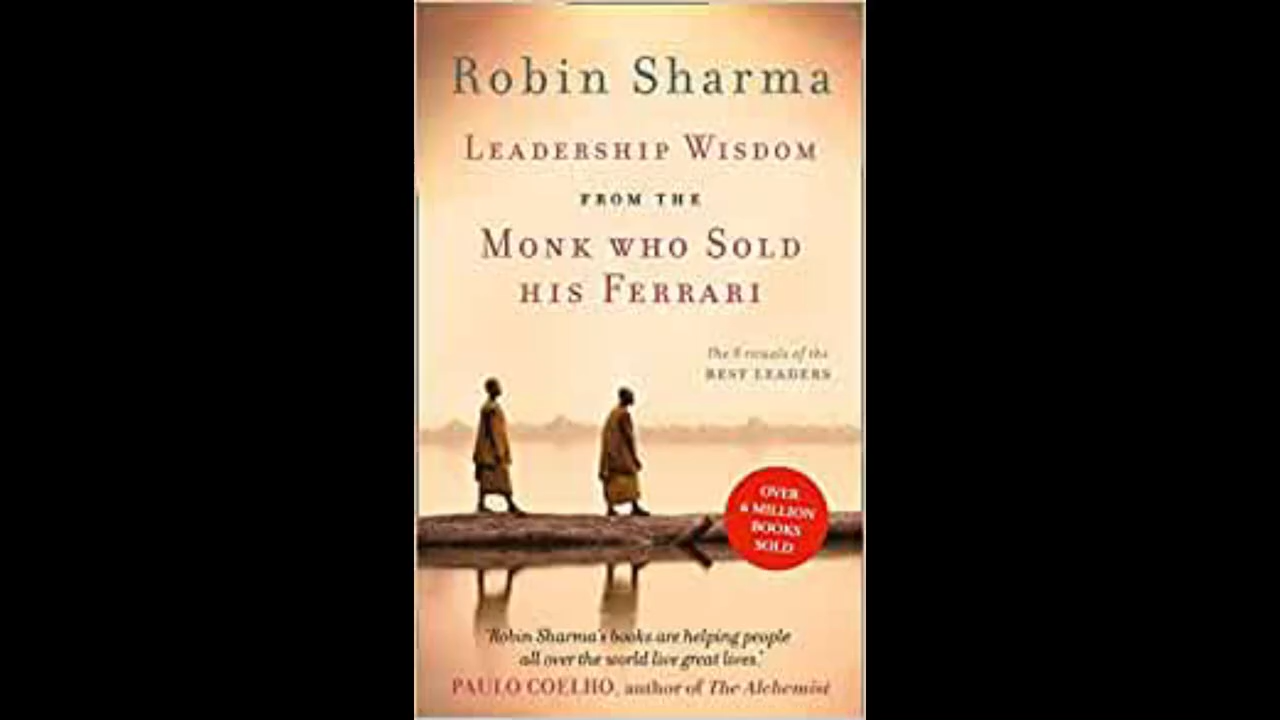 Robin Sharma
LEADERSHIP WISDOM
FROM THE
MONK WHO SOLD
HIS FERRARI
The 8 rituals of the
BEST LEADERS
OVER
6 MILLION
BOOKS
SOLD
'Robin Sharma's books are helping people
all over the world live great lives.'
PAULO COELHO, author of The Alchemist